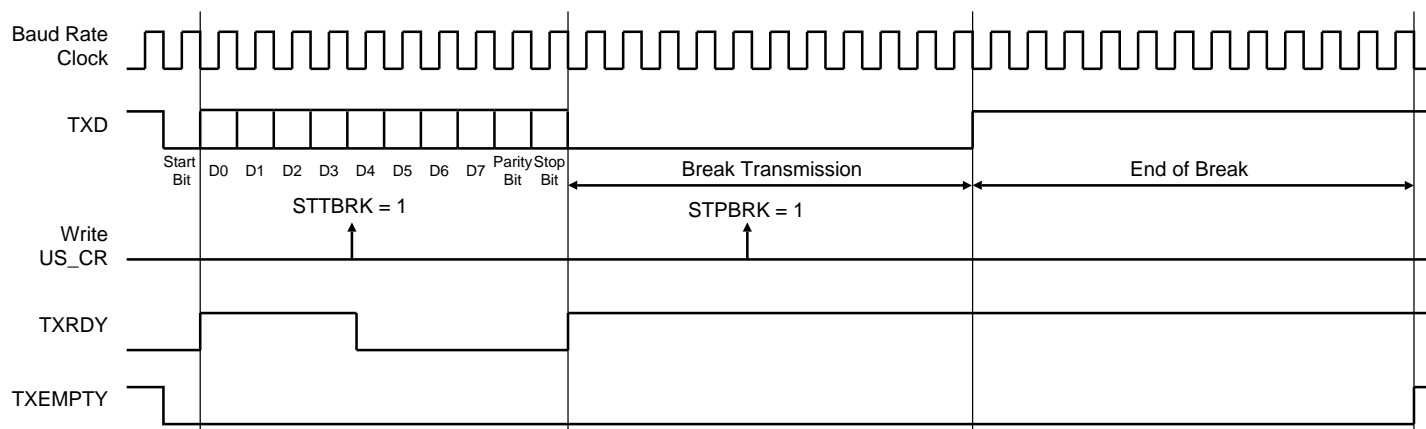 Baud Rate
Clock
TXD
Start
Bit
D0 D1 D2 D3 D4 D5 D6 D7
Parity
Bit
Stop
Bit
Break Transmission
End of Break
STTBRK = 1
STPBRK = 1
Write
US_CR
TXRDY
TXEMPTY